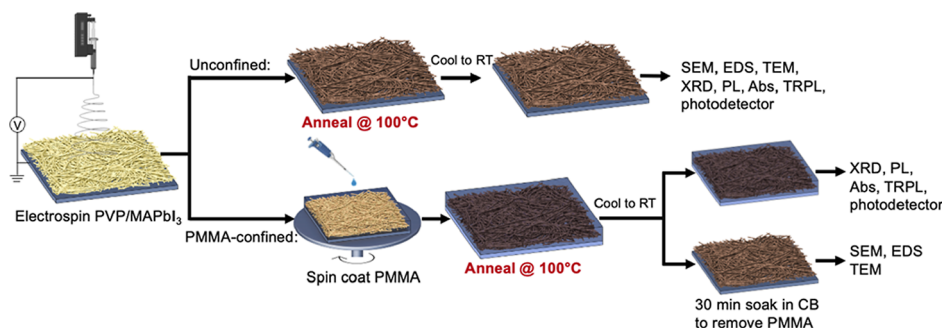 V
Electrospin PVP/MAPbI₃
Unconfined:
Anneal @ 100°C
Cool to RT
SEM, EDS, TEM,
XRD, PL, Abs, TRPL,
photodetector
PMMA-confined:
Spin coat PMMA
Anneal @ 100°C
Cool to RT
XRD, PL,
Abs, TRPL,
photodetector
30 min soak in CB
to remove PMMA
SEM, EDS
TEM